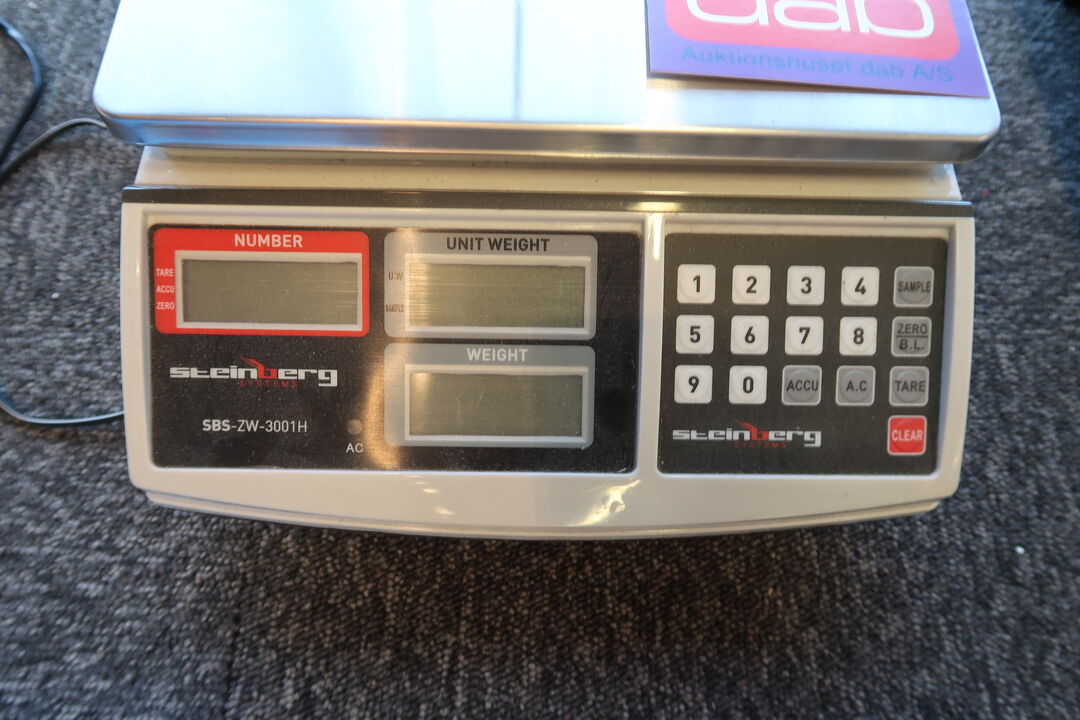 dab
Auktionshuset dab A/S
NUMBER
TARE
ACCU
ZERO
UNIT WEIGHT
U.W
SAMPLE
WEIGHT
steinberg
SYSTEMS
SBS-ZW-3001H
AC
1 2 3 4 SAMPLE
5 6 7 8 ZERO
B.L.
9 0 ACCU A.C TARE
CLEAR
steinberg
SYSTEMS